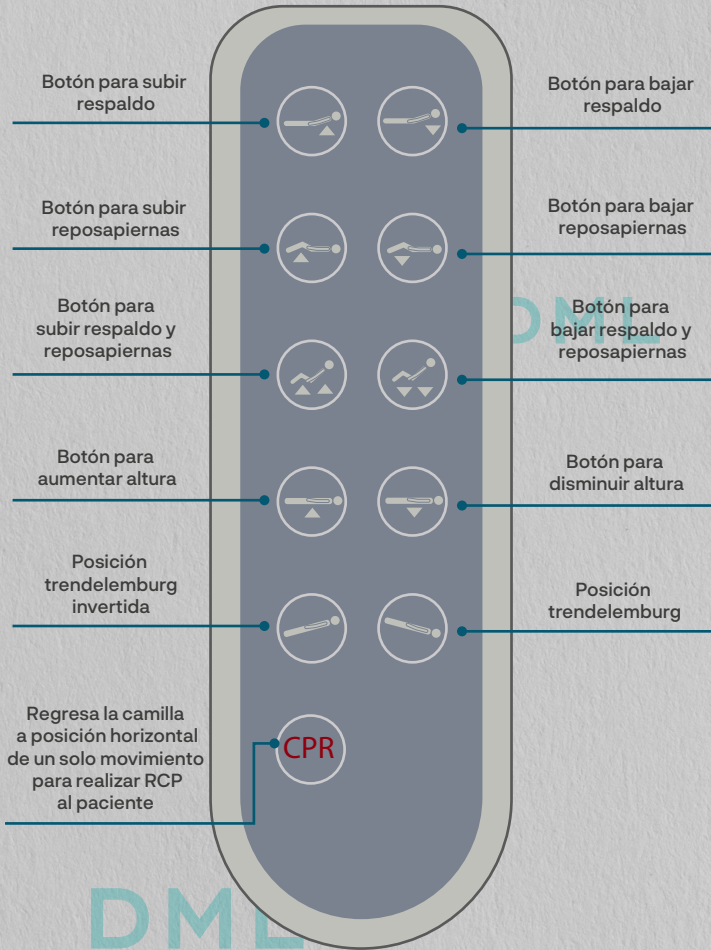 Botón para subir
respaldo
Botón para bajar
respaldo
Botón para subir
reposapiernas
Botón para bajar
reposapiernas
Botón para
subir respaldo y
reposapiernas
DML
Botón para
bajar respaldo y
reposapiernas
Botón para
aumentar altura
Botón para
disminuir altura
Posición
trendelemburg
invertida
Posición
trendelemburg
Regresa la camilla
a posición horizontal
de un solo movimiento
para realizar RCP
al paciente
CPR
DML